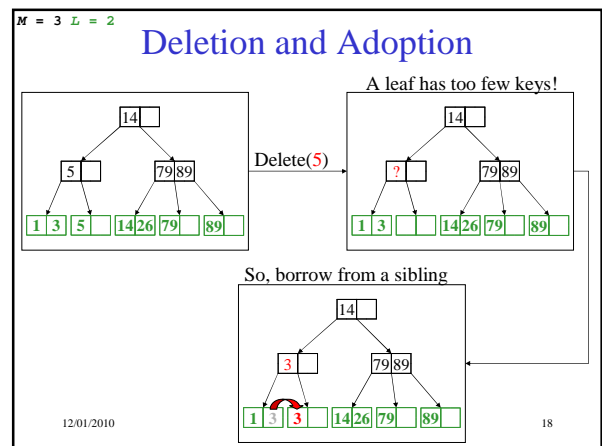 M = 3 L = 2
Deletion and Adoption
A leaf has too few keys!
14
5
79 89
1 3 5 14 26 79 89
Delete(5)
14
?
79 89
1 3 14 26 79 89
So, borrow from a sibling
14
3
79 89
1 3 3 14 26 79 89
12/01/2010
18